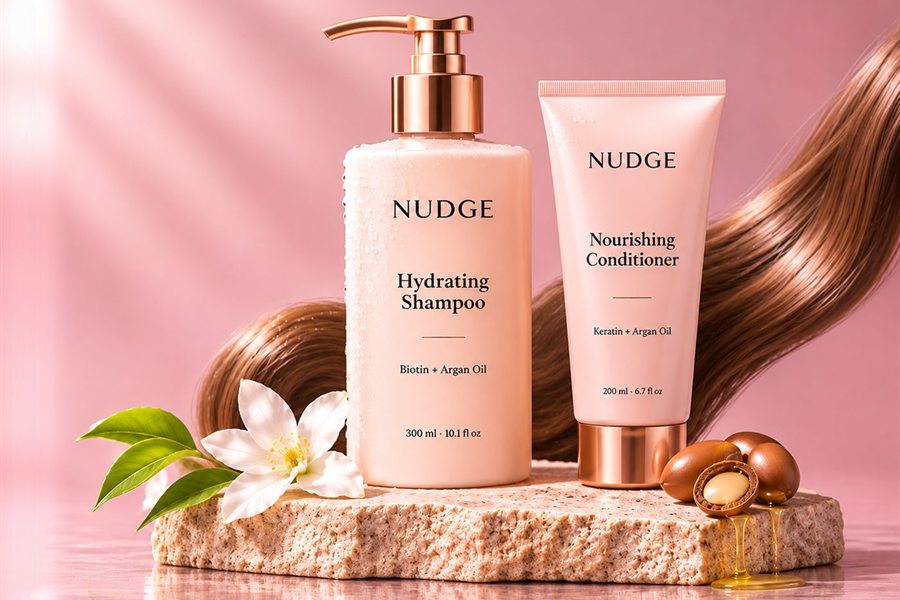 NUDGE
Hydrating
Shampoo
Biotin + Argan Oil
300 ml · 10.1 fl oz
NUDGE
Nourishing
Conditioner
Keratin + Argan Oil
200 ml · 6.7 fl oz